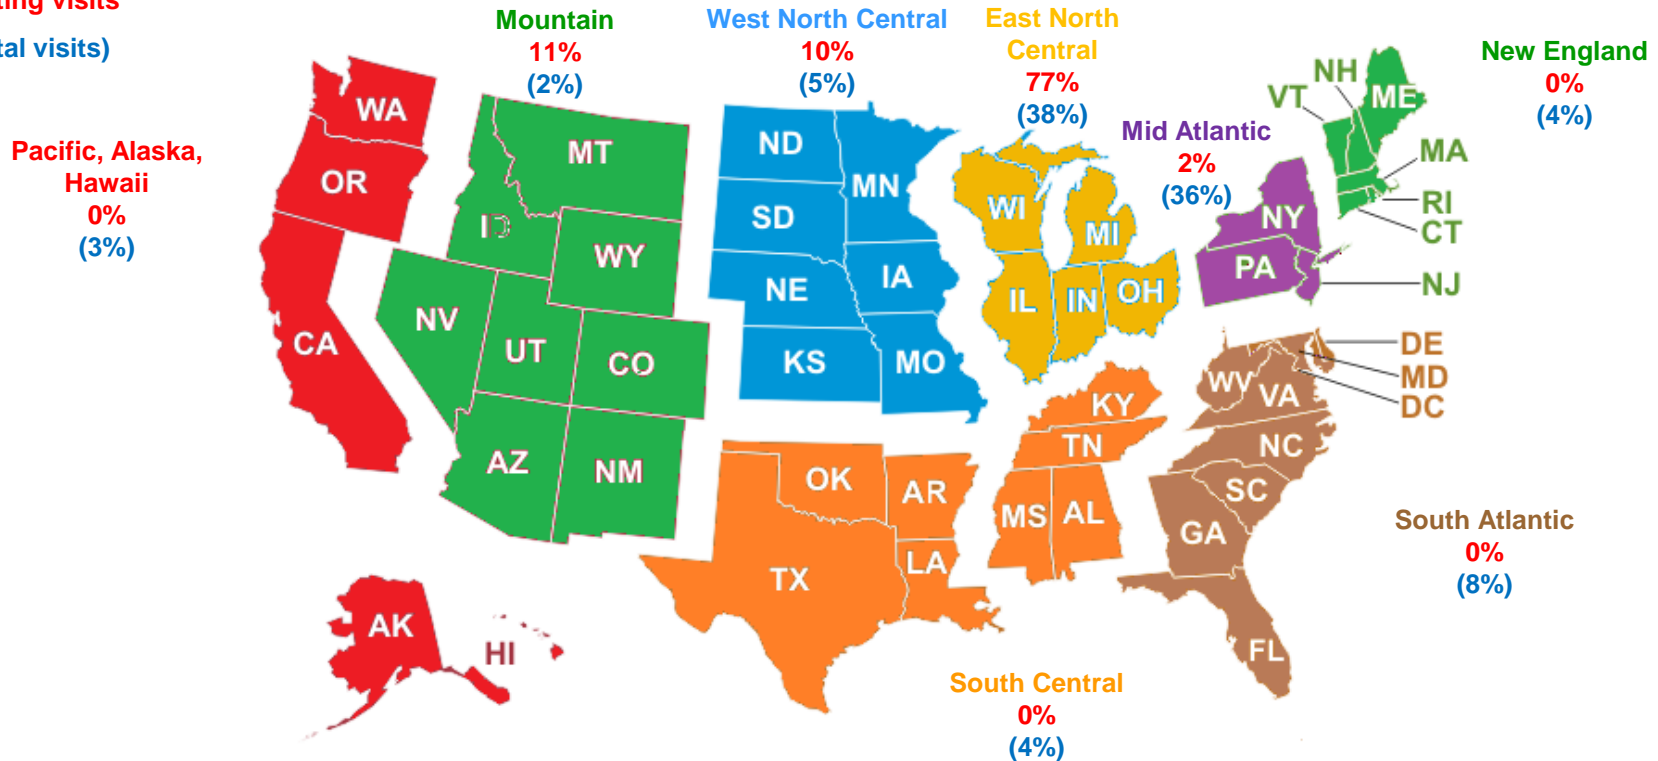 visits
visits)
Mountain
11%
(2%)
West North Central
10%
(5%)
East North
Central
77%
(38%)
New England
0%
(4%)
Mid Atlantic
2%
(36%)
Pacific, Alaska,
Hawaii
0%
(3%)
WA
OR
CA
MT
ID
WY
NV
UT
CO
AZ
NM
ND
MN
SD
NE
IA
KS
MO
WI
MI
IL
IN
OH
NH
VT
ME
MA
RI
CT
NY
PA
NJ
DE
MD
DC
WV
VA
KY
TN
NC
SC
GA
FL
OK
AR
MS
AL
TX
LA
AK
HI
South Atlantic
0%
(8%)
South Central
0%
(4%)